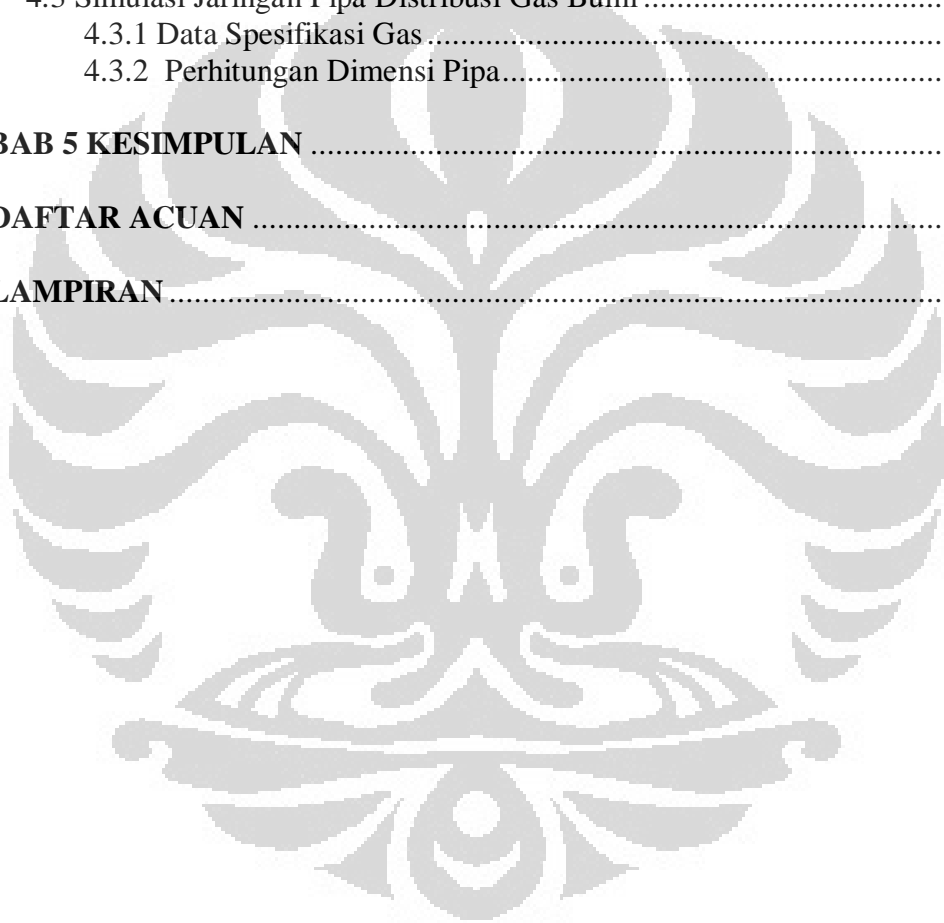 4.3 Simulasi Jaringan Pipa Distribusi Gas Bumi ....................................
4.3.1 Data Spesifikasi Gas ................................................................
4.3.2 Perhitungan Dimensi Pipa.......................................................
BAB 5 KESIMPULAN .............................................................................
DAFTAR ACUAN ...................................................................................
LAMPIRAN .............................................................................................